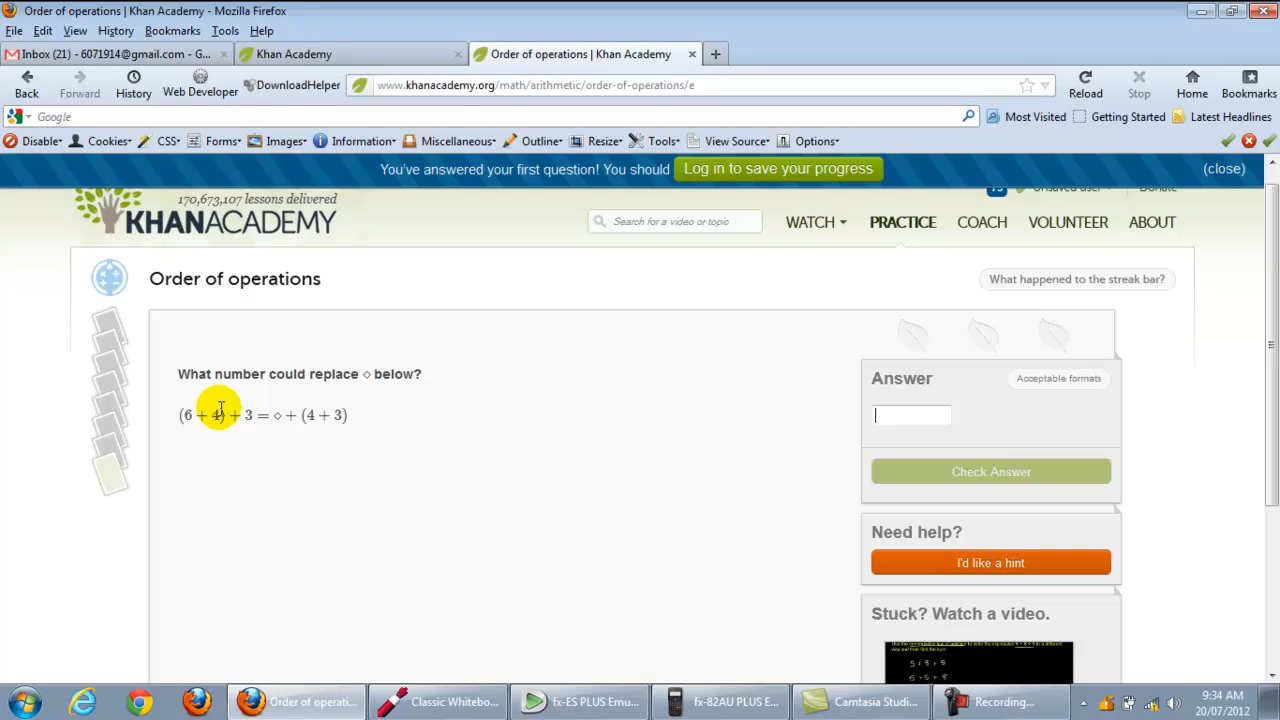 Order of operations | Khan Academy - Mozilla Firefox
File Edit View History Bookmarks Tools Help
Inbox (21) - 6071914@gmail.com - G... Khan Academy Order of operations | Khan Academy
Back Forward History Web Developer DownloadHelper www.khanacademy.org/math/arithmetic/order-of-operations/e Reload Stop Home Bookmarks
Google Most Visited Getting Started Latest Headlines
Disable Cookies CSS Forms Images Information Miscellaneous Outline Resize Tools View Source Options
You've answered your first question! You should Log in to save your progress (close)
170,673,107 lessons delivered 75 Unsaved user Donate
KHANACADEMY Search for a video or topic WATCH PRACTICE COACH VOLUNTEER ABOUT
Order of operations What happened to the streak bar?
What number could replace ◇ below?
(6 + 4) + 3 = ◇ + (4 + 3)
Answer Acceptable formats
Check Answer
Need help?
I'd like a hint
Stuck? Watch a video.
5 + 8 + 5
Order of operati... Classic Whitebo... fx-ES PLUS Emu... fx-82AU PLUS E... Camtasia Studi... Recording...
9:34 AM
20/07/2012